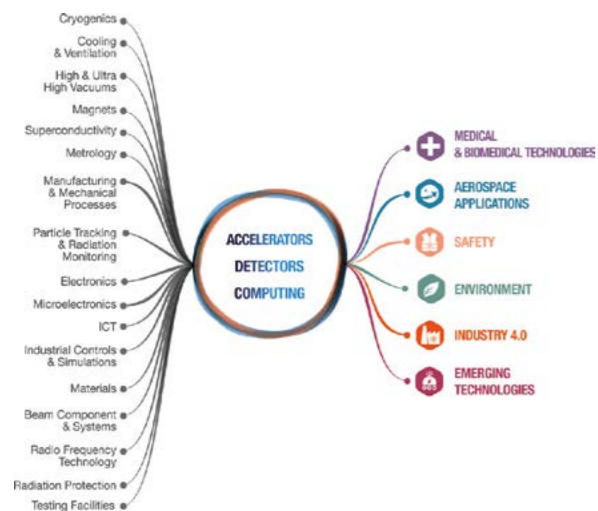 Cryogenics
Cooling
& Ventilation
High & Ultra
High Vacuums
Magnets
Superconductivity
Metrology
Manufacturing
& Mechanical
Processes
Particle Tracking
& Radiation
Monitoring
Electronics
Microelectronics
ICT
Industrial Controls
& Simulations
Materials
Beam Component
& Systems
Radio Frequency
Technology
Radiation Protection
Testing Facilities
ACCELERATORS
DETECTORS
COMPUTING
MEDICAL
& BIOMEDICAL TECHNOLOGIES
AEROSPACE
APPLICATIONS
SAFETY
ENVIRONMENT
INDUSTRY 4.0
EMERGING
TECHNOLOGIES